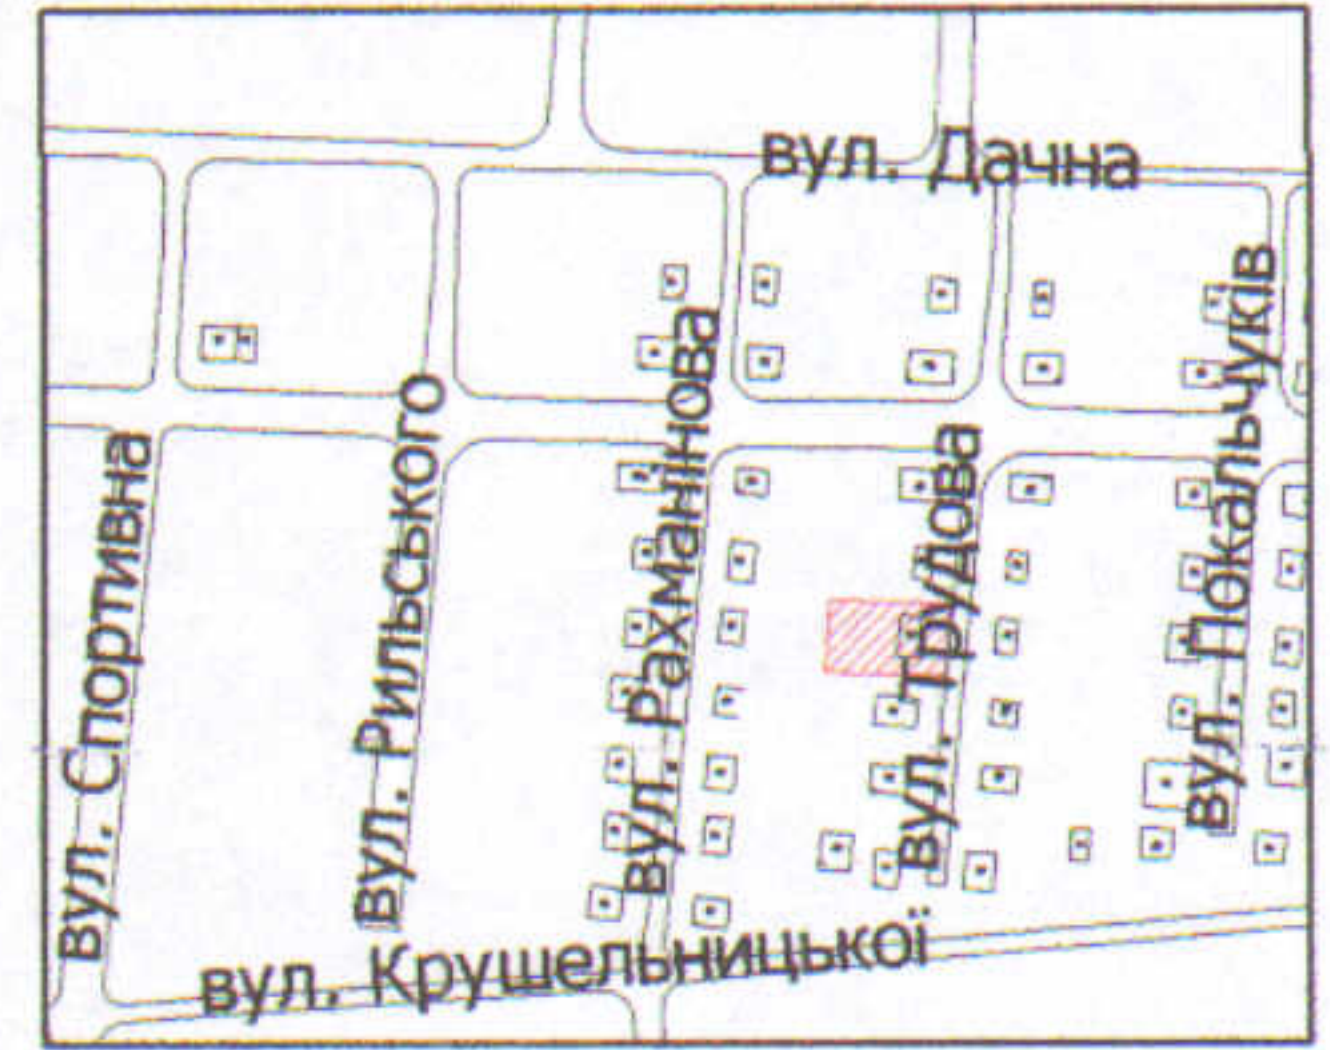 вул. Дачна
вул. Спортивна
вул. Рильського
вул. Рахманінова
вул. Трудова
вул. Покальчуків
вул. Крушельницької